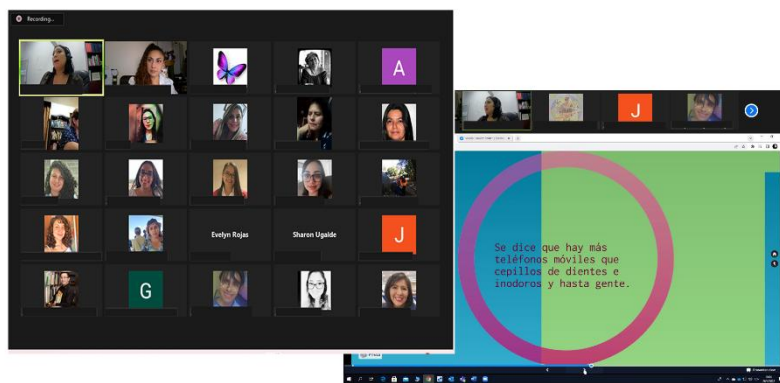 Recording...
A
J
Evelyn Rojas
Sharon Ugalde
J
G
Se dice que hay más
teléfonos móviles que
cepillos de dientes e
inodoros y hasta gente.